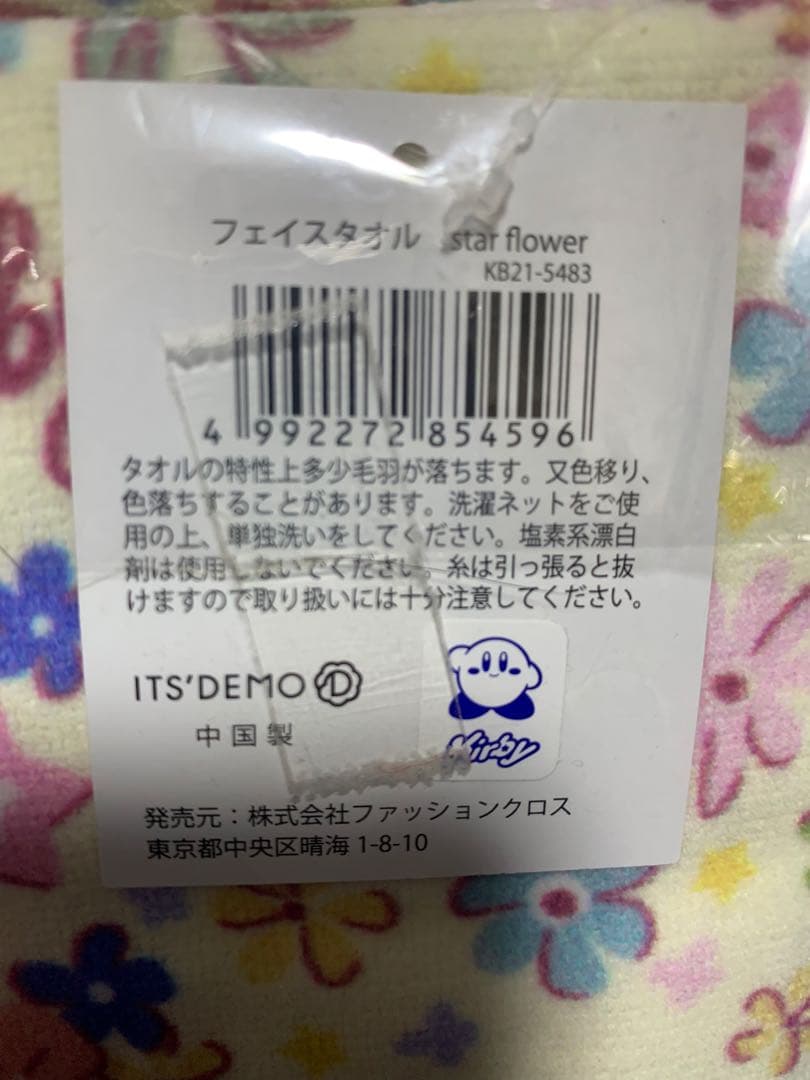 フェイスタオル star flower
KB21-5483
4 992272 854596
タオルの特性上多少毛羽が落ちます。又色移り、
色落ちすることがあります。洗濯ネットをご使
用の上、単独洗いをしてください。塩素系漂白
剤は使用しないでください。糸は引っ張ると抜
けますので取り扱いには十分注意してください。
ITS'DEMO D
中国製
Kirby
発売元：株式会社ファッションクロス
東京都中央区晴海1-8-10